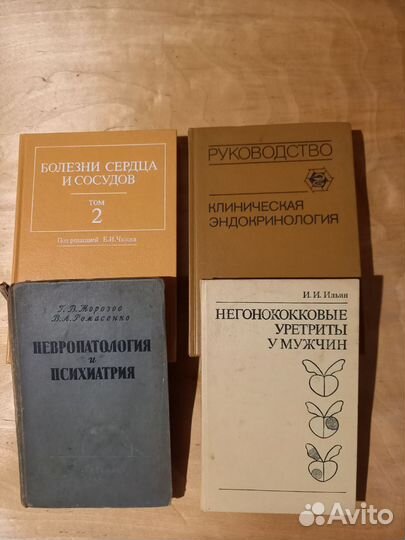 БОЛЕЗНИ СЕРДЦА
И СОСУДОВ
ТОМ
2
Под редакцией Е.И.Чазова
РУКОВОДСТВО
КЛИНИЧЕСКАЯ
ЭНДОКРИНОЛОГИЯ
Г. В. Морозов
В. А. Ромасенко
НЕВРОПАТОЛОГИЯ
и
ПСИХИАТРИЯ
И. И. Ильин
НЕГОНОКОККОВЫЕ
УРЕТРИТЫ
У МУЖЧИН
Avito